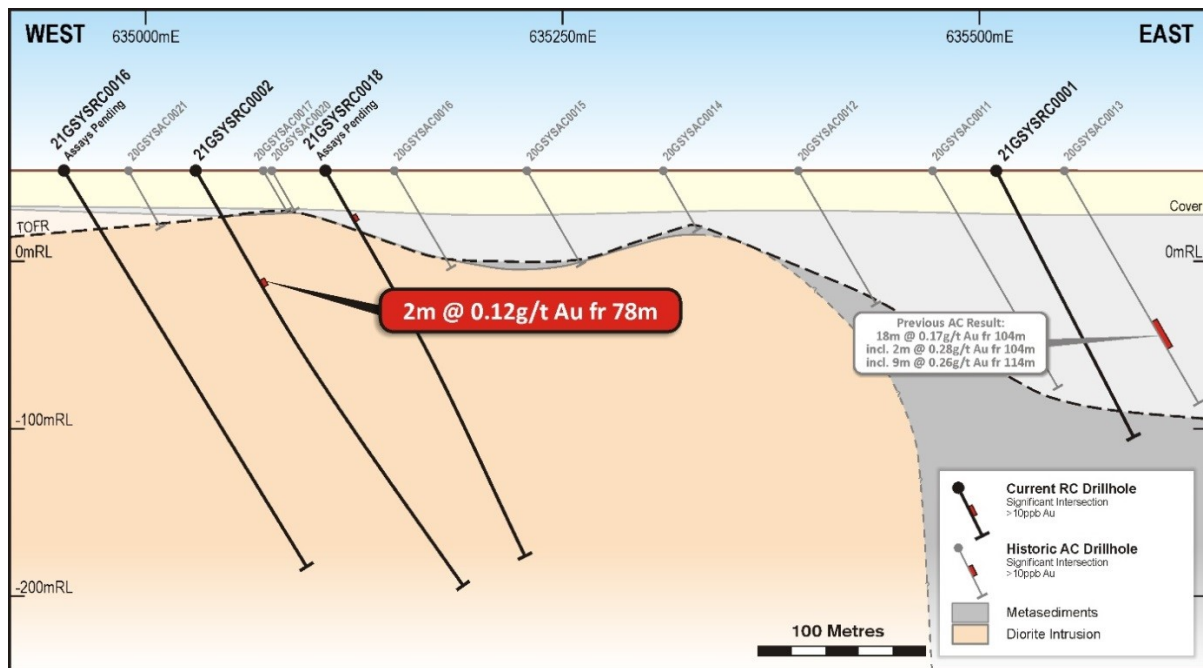 WEST
635000mE
635250mE
635500mE
EAST
21GSYSRC0016
Assays Pending
20GSYSAC0021
21GSYSRC0002
20GSYSAC0017
20GSYSAC0020
21GSYSRC0018
Assays Pending
20GSYSAC0016
20GSYSAC0015
20GSYSAC0014
20GSYSAC0012
20GSYSAC0011
21GSYSRC0001
20GSYSAC0013
Cover
TOFR
0mRL
0mRL
2m @ 0.12g/t Au fr 78m
Previous AC Result:
18m @ 0.17g/t Au fr 104m
incl. 2m @ 0.28g/t Au fr 104m
incl. 9m @ 0.26g/t Au fr 114m
-100mRL
-100mRL
-200mRL
Current RC Drillhole
Significant Intersection
>10ppb Au
Historic AC Drillhole
Significant Intersection
>10ppb Au
Metasediments
Diorite Intrusion
100 Metres